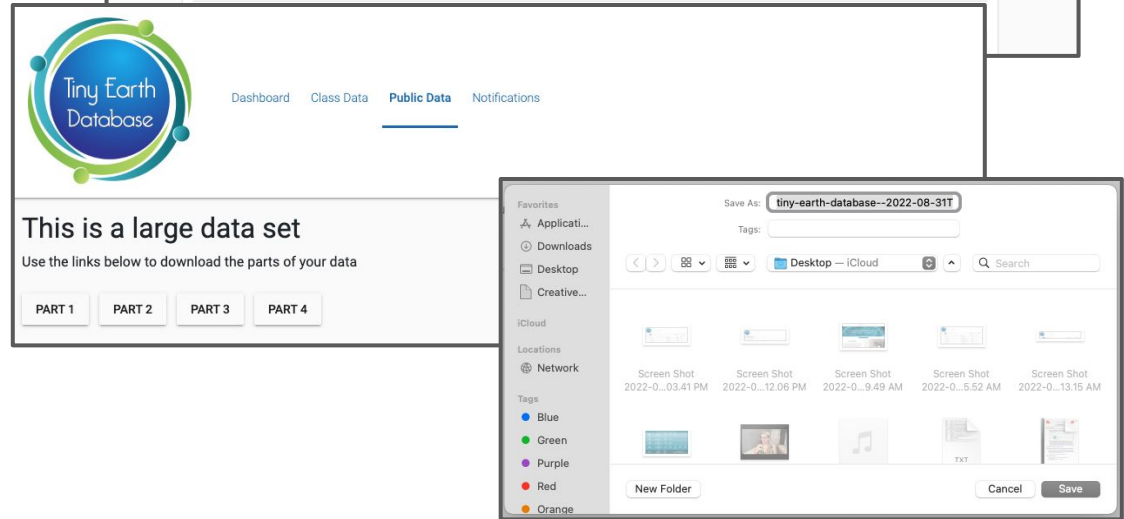 Tiny Earth
Database
Dashboard Class Data Public Data Notifications
This is a large data set
Use the links below to download the parts of your data
PART 1 PART 2 PART 3 PART 4
Favorites
Applicati...
Downloads
Desktop
Creative...
iCloud
Locations
Network
Tags
Blue
Green
Purple
Red
Orange
Save As: tiny-earth-database--2022-08-31T
Tags:
Desktop — iCloud
Search
Screen Shot Screen Shot Screen Shot Screen Shot Screen Shot
2022-0...03.41 PM 2022-0...12.06 PM 2022-0...9.49 AM 2022-0...5.52 AM 2022-0...13.15 AM
TXT
New Folder Cancel Save